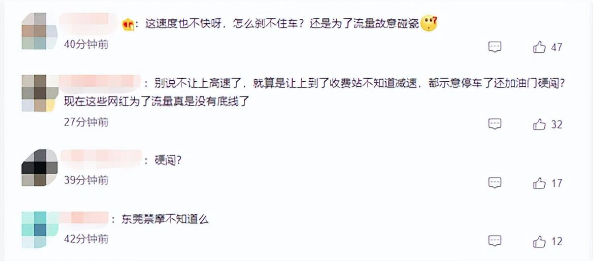 ：这速度也不快呀，怎么刹不住车？还是为了流量故意碰瓷
40分钟前
47
：别说不让上高速了，就算是让上到了收费站不知道减速，都示意停车了还加油门硬闯？
现在这些网红为了流量真是没有底线了
27分钟前
32
：硬闯？
39分钟前
17
：东莞禁摩不知道么
42分钟前
12